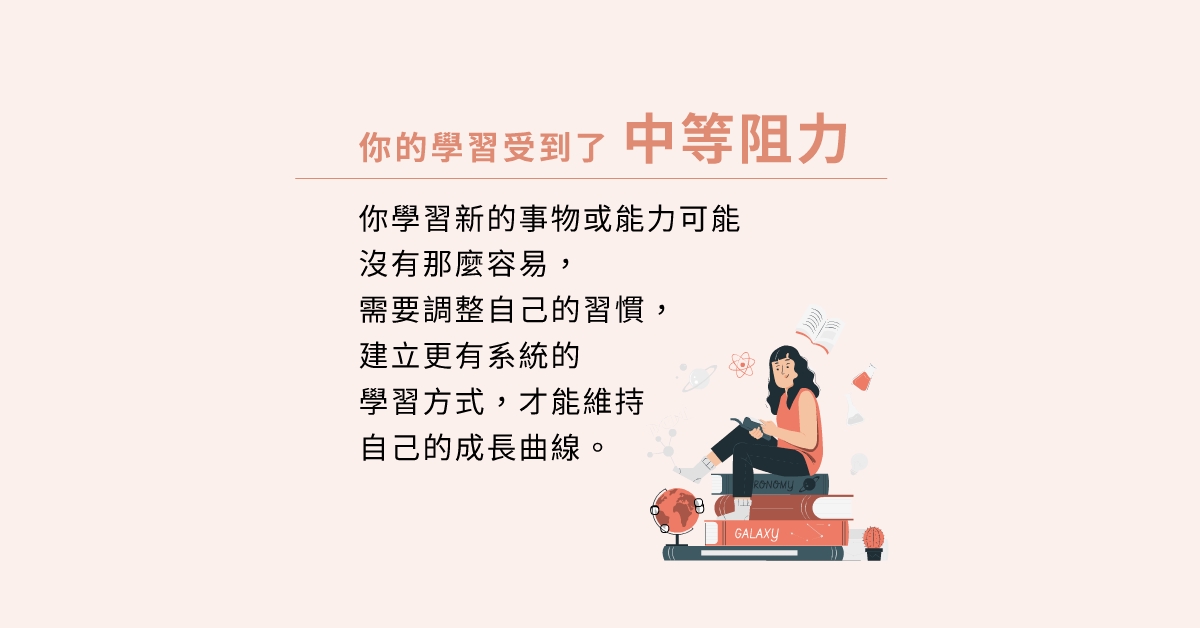 你的學習受到了 中等阻力
你學習新的事物或能力可能
沒有那麼容易，
需要調整自己的習慣，
建立更有系統的
學習方式，才能維持
自己的成長曲線。
RONOMY
GALAXY